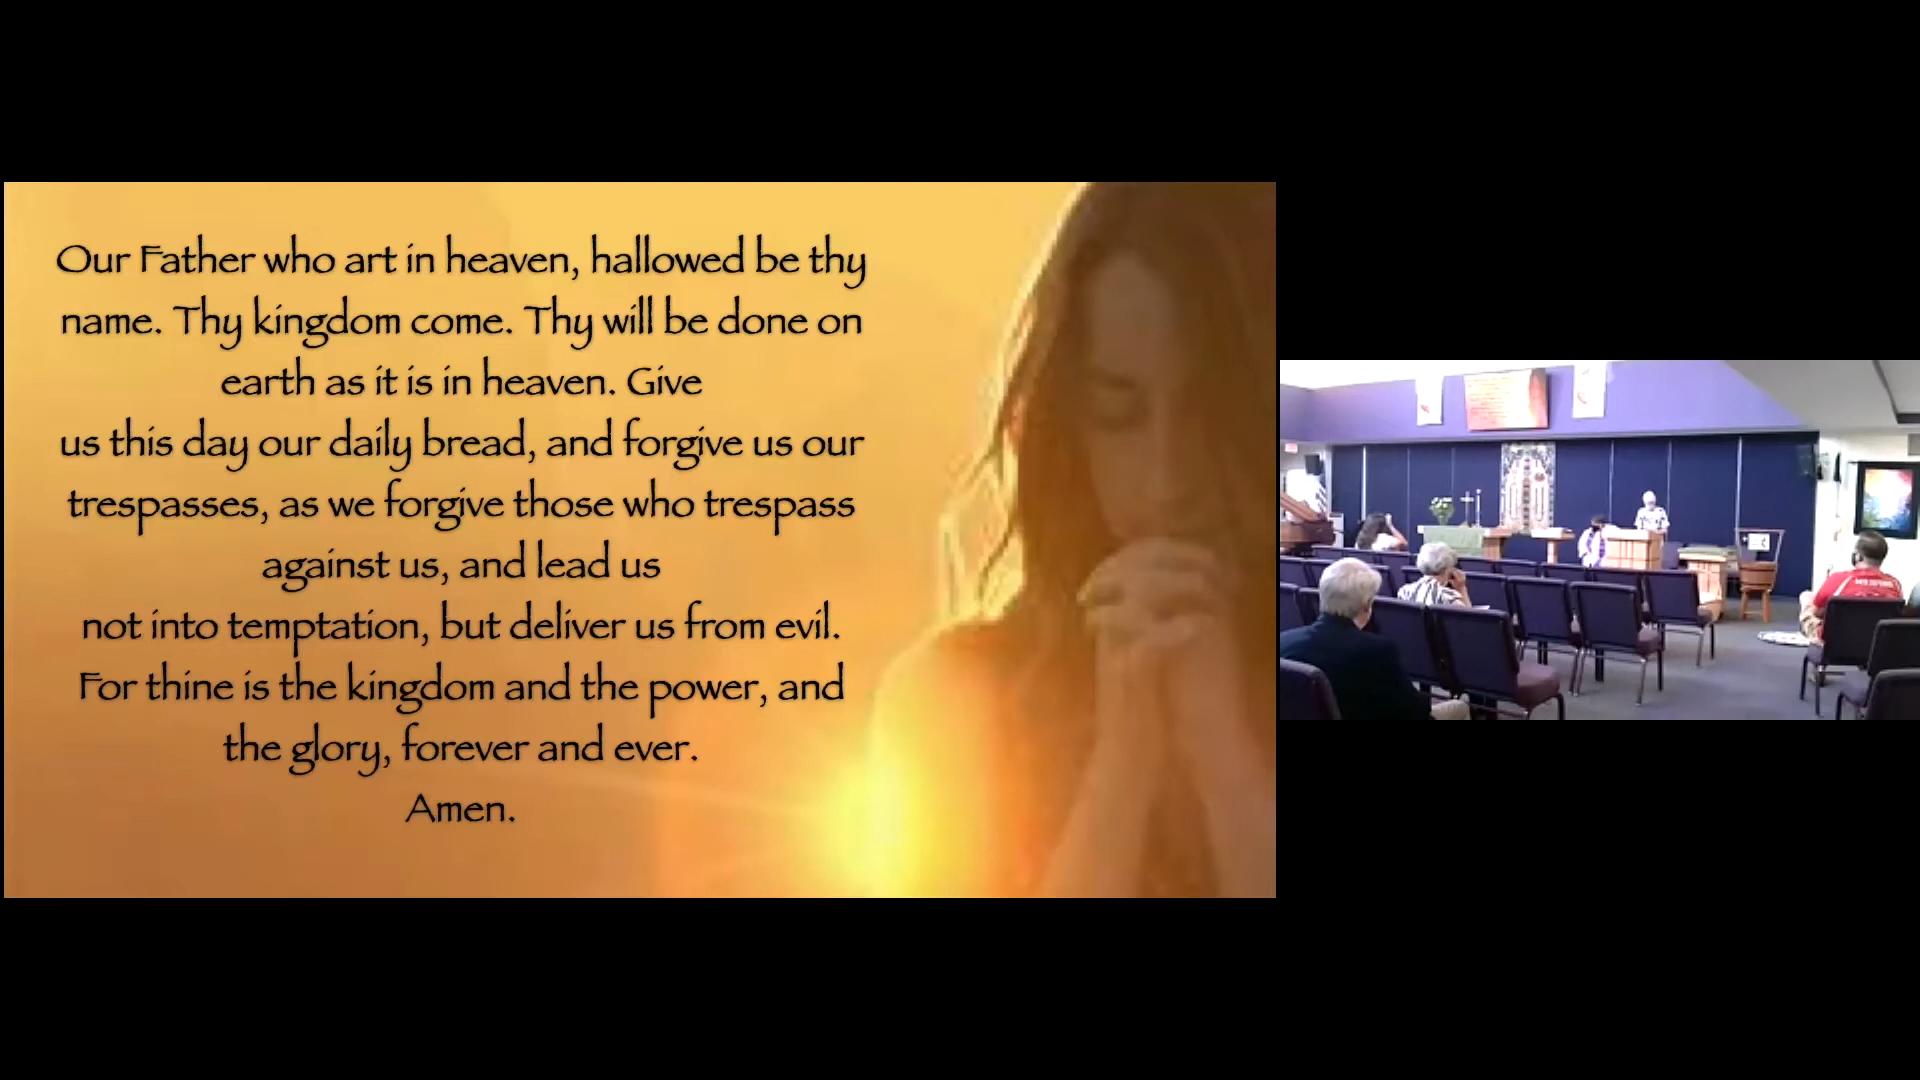 Our Father who art in heaven, hallowed be thy
name. Thy kingdom come. Thy will be done on
earth as it is in heaven. Give
us this day our daily bread, and forgive us our
trespasses, as we forgive those who trespass
against us, and lead us
not into temptation, but deliver us from evil.
For thine is the kingdom and the power, and
the glory, forever and ever.
Amen.